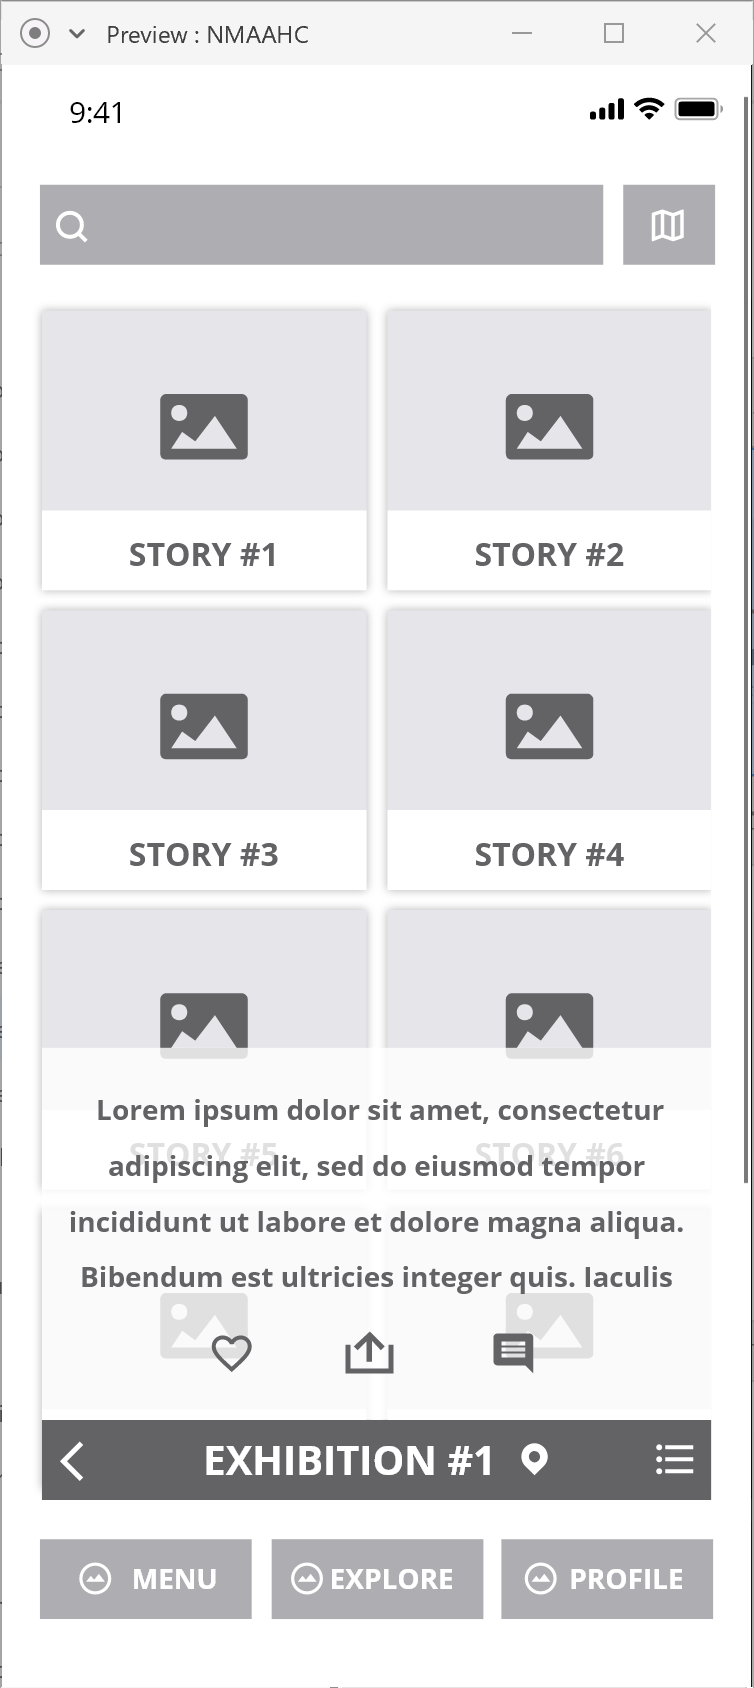 Preview : NMAAHC
9:41
STORY #1
STORY #2
STORY #3
STORY #4
Lorem ipsum dolor sit amet, consectetur
STORY #5
STORY #6
adipiscing elit, sed do eiusmod tempor
incididunt ut labore et dolore magna aliqua.
Bibendum est ultricies integer quis. Iaculis
EXHIBITION #1
MENU
EXPLORE
PROFILE